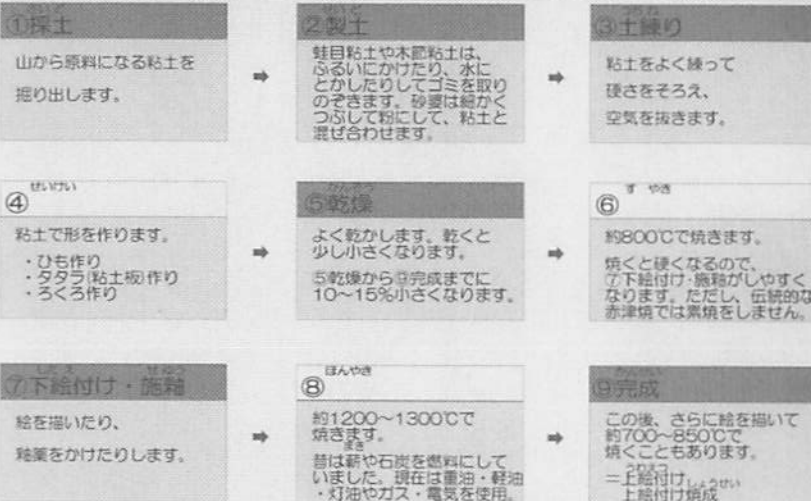 ①採土
山から原料になる粘土を
掘り出します。
②製土
蛙目粘土や木節粘土は、
ふるいにかけたり、水に
とかしたりしてゴミを取り
のぞきます。砂婆は細かく
つぶして粉にして、粘土と
混ぜ合わせます。
③土練り
粘土をよく練って
硬さをそろえ、
空気を抜きます。
せいけい
④
粘土で形を作ります。
・ひも作り
・タタラ(粘土板)作り
・ろくろ作り
かんそう
⑤乾燥
よく乾かします。乾くと
少し小さくなります。
⑤乾燥から⑨完成までに
10～15%小さくなります。
す やき
⑥
約800℃で焼きます。
焼くと硬くなるので、
⑦下絵付け・施釉がしやすく
なります。ただし、伝統的な
赤津焼では素焼をしません。
したえ せゆう
⑦下絵付け・施釉
絵を描いたり、
釉薬をかけたりします。
ほんやき
⑧
約1200～1300℃で
焼きます。
まき
昔は薪や石炭を燃料にして
いました。現在は重油・軽油
・灯油やガス・電気を使用。
かんせい
⑨完成
この後、さらに絵を描いて
約700～850℃で
焼くこともあります。
うわえつ
＝上絵付け
しょうせい
上絵付け焼成